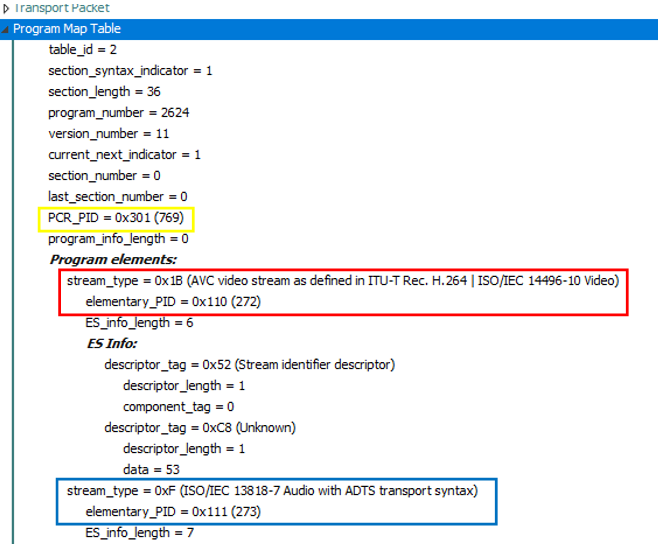 Transport Packet
Program Map Table
table_id = 2
section_syntax_indicator = 1
section_length = 36
program_number = 2624
version_number = 11
current_next_indicator = 1
section_number = 0
last_section_number = 0
PCR_PID = 0x301 (769)
program_info_length = 0
Program elements:
stream_type = 0x1B (AVC video stream as defined in ITU-T Rec. H.264 | ISO/IEC 14496-10 Video)
elementary_PID = 0x110 (272)
ES_info_length = 6
ES Info:
descriptor_tag = 0x52 (Stream identifier descriptor)
descriptor_length = 1
component_tag = 0
descriptor_tag = 0xC8 (Unknown)
descriptor_length = 1
data = 53
stream_type = 0xF (ISO/IEC 13818-7 Audio with ADTS transport syntax)
elementary_PID = 0x111 (273)
ES_info_length = 7